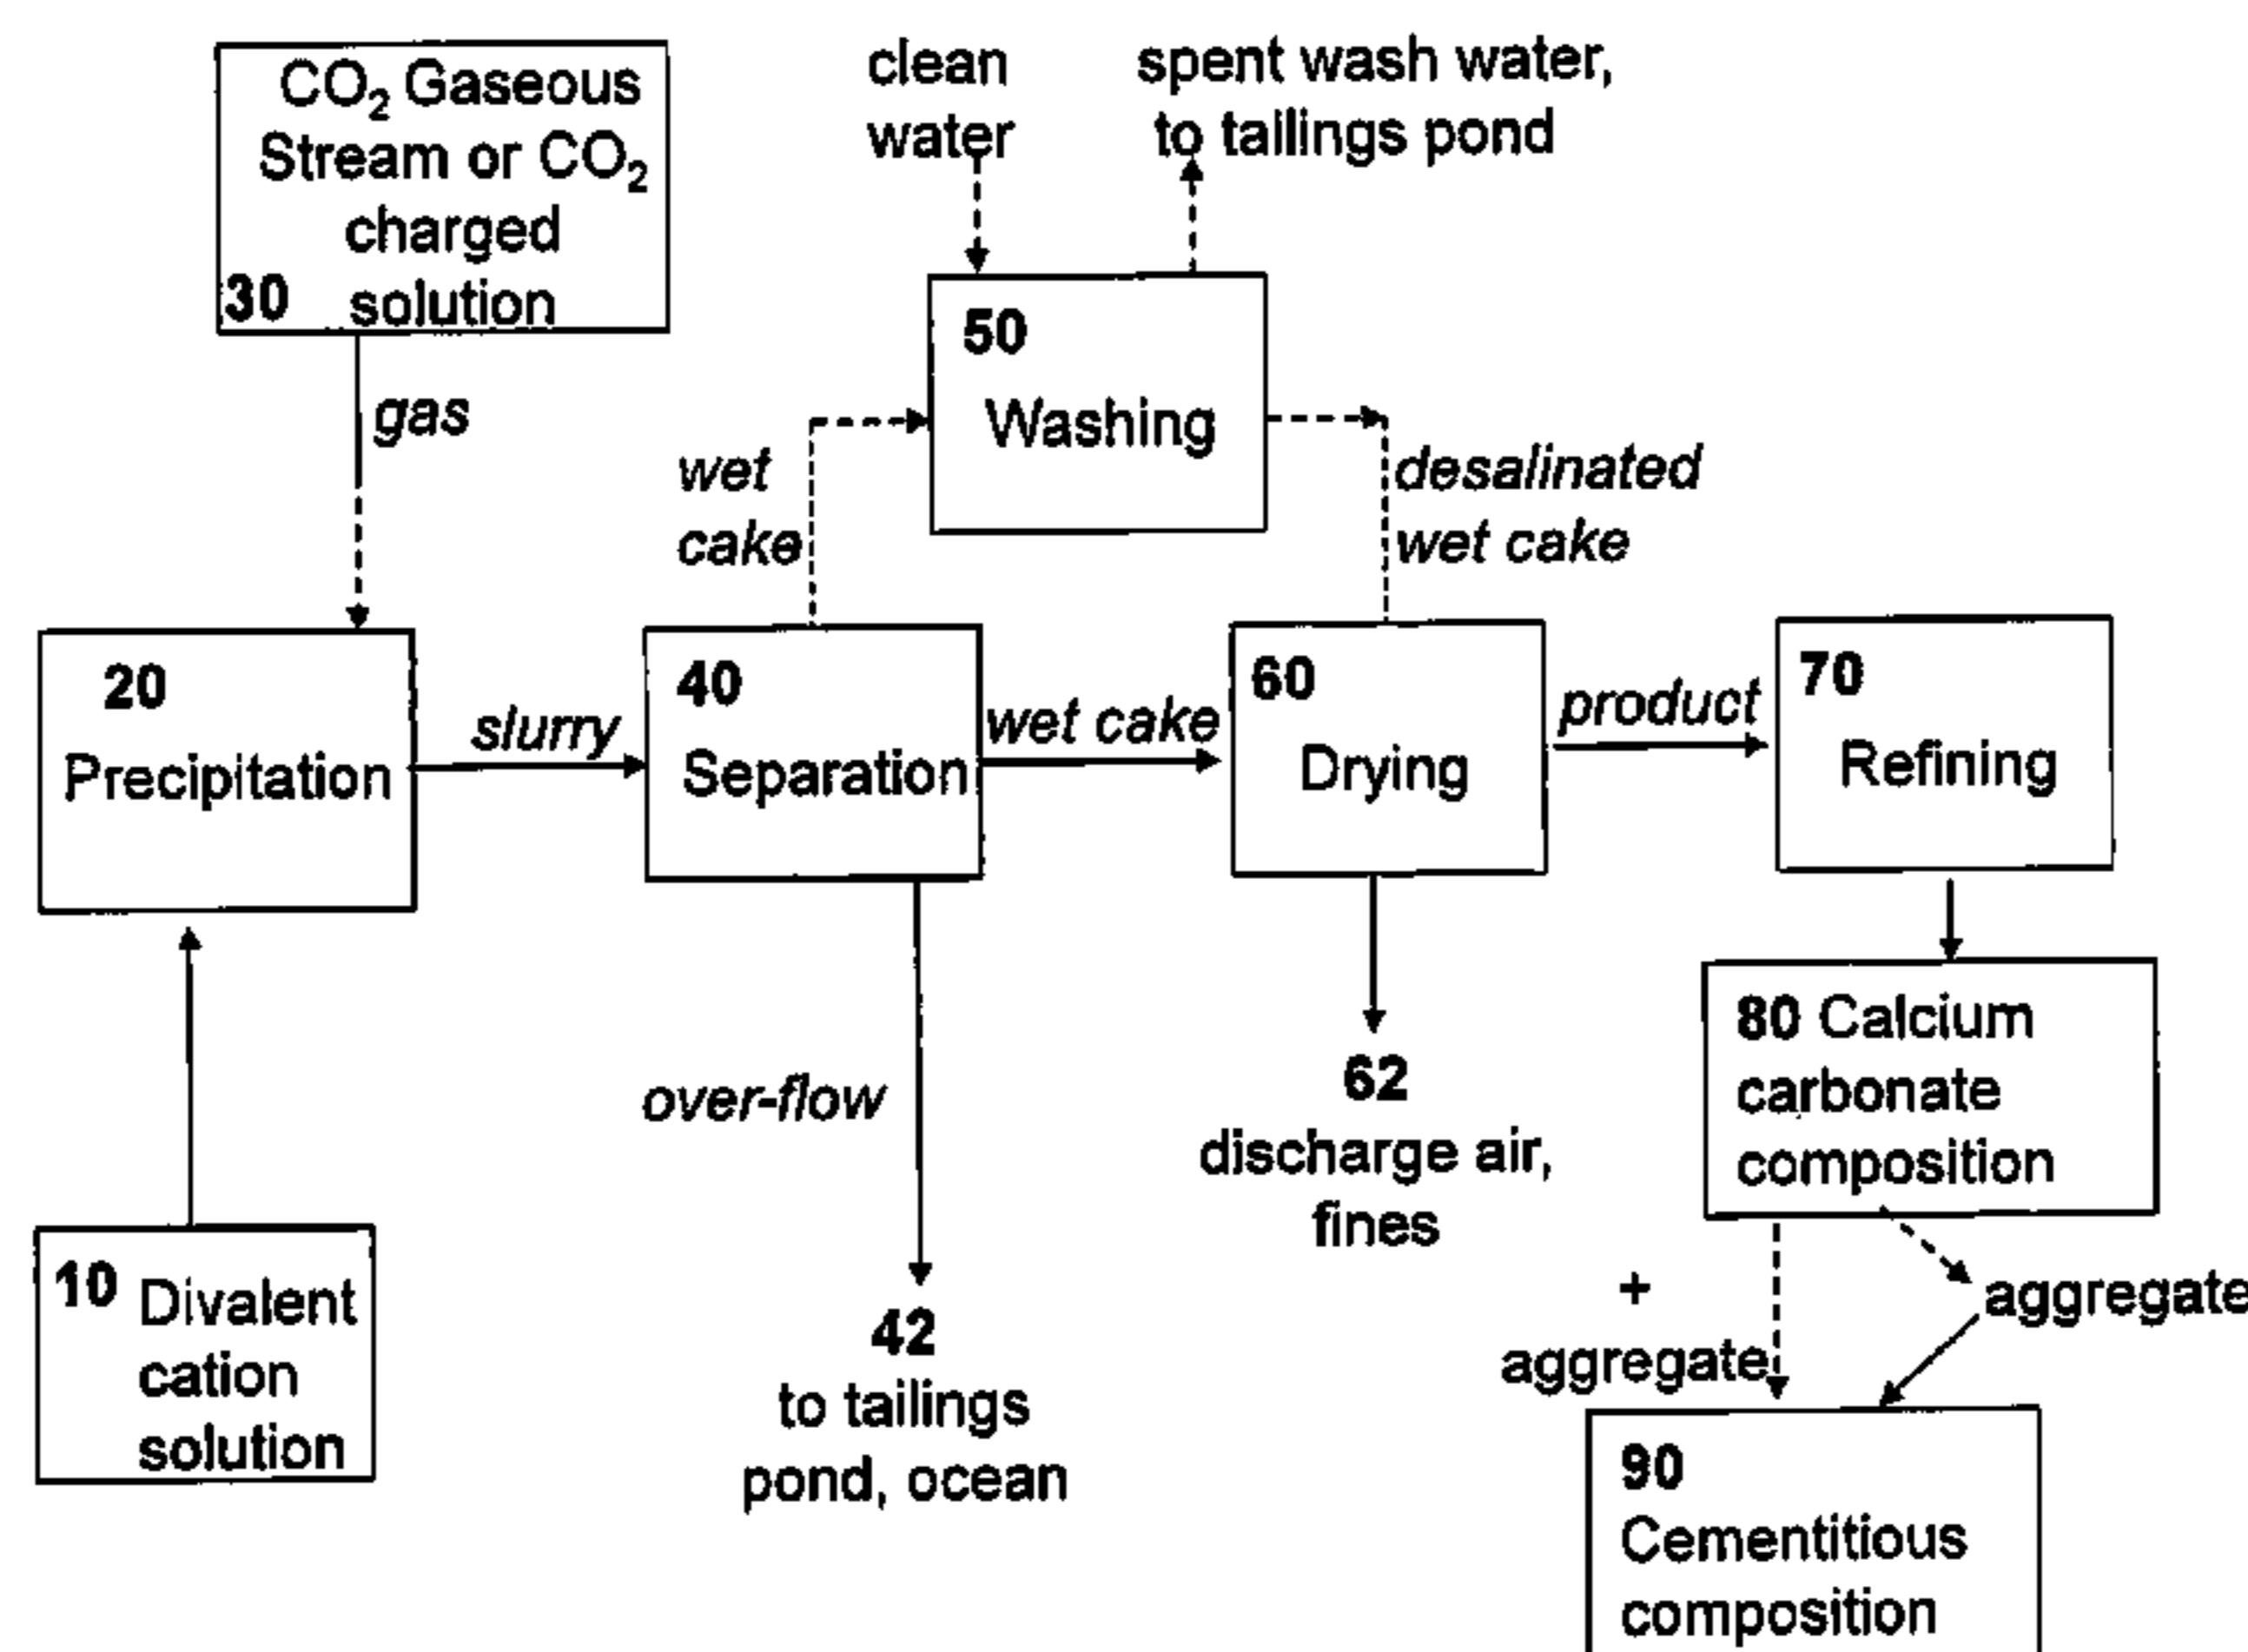 CO₂ Gaseous
Stream or CO₂
charged
30 solution
clean
water
spent wash water,
to tailings pond
gas
50
Washing
wet
cake
desalinated
wet cake
20
Precipitation
slurry
40
Separation
wet cake
60
Drying
product
70
Refining
over-flow
62
discharge air,
fines
80 Calcium
carbonate
composition
10 Divalent
cation
solution
42
to tailings
pond, ocean
+
aggregate
aggregate
90
Cementitious
composition